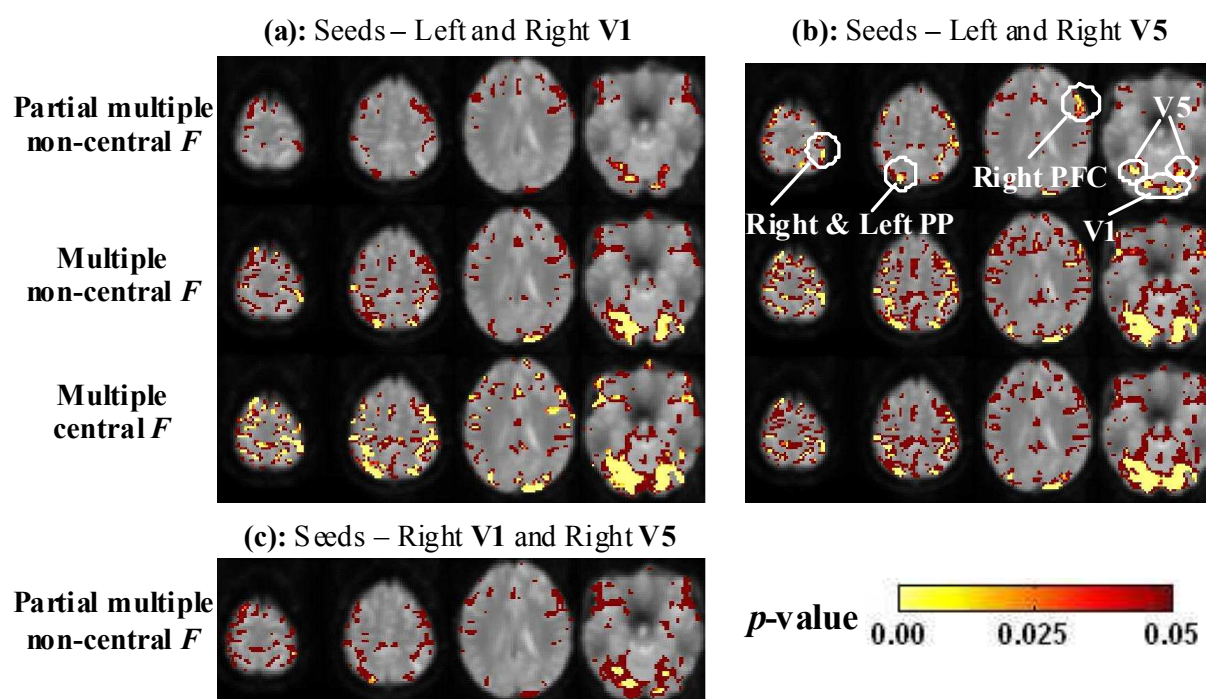 (a): Seeds – Left and Right V1
(b): Seeds – Left and Right V5
Partial multiple
non-central F
V5
Right PFC
Right & Left PP
V1
Multiple
non-central F
Multiple
central F
(c): Seeds – Right V1 and Right V5
Partial multiple
non-central F
p-value
0.00 0.025 0.05